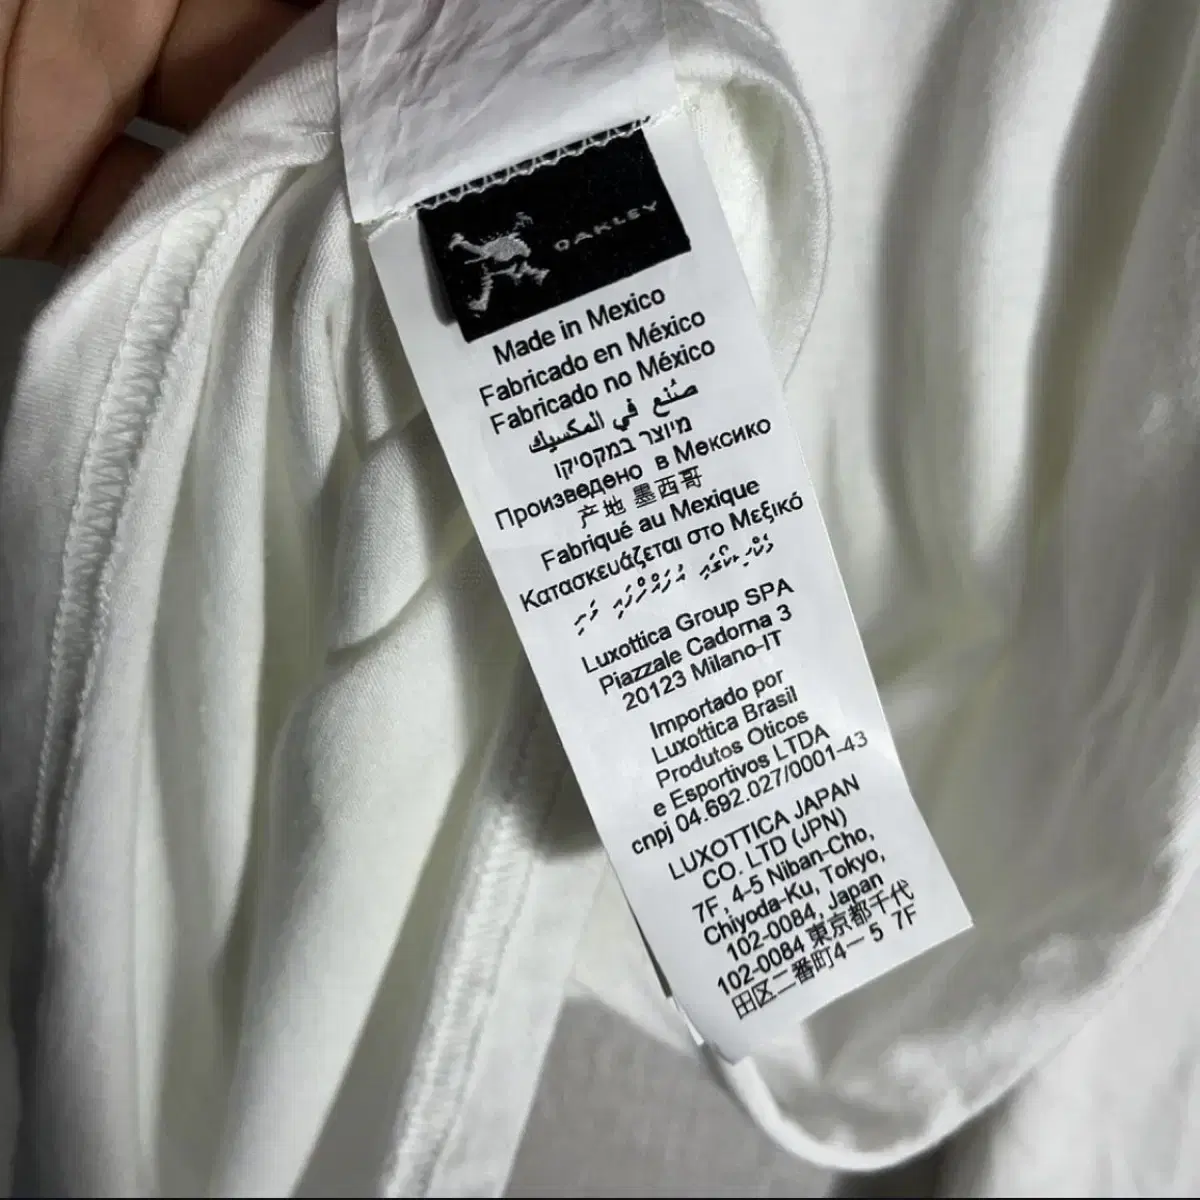 OAKLEY
Made in Mexico
Fabricado en México
Fabricado no México
صُنْع في المكسيك
מיוצר במקסיקו
Произведено в Мексико
产地 墨西哥
Fabriqué au Mexique
Κατασκευάζεται στο Μεξικό
Luxottica Group SPA
Piazzale Cadorna 3
20123 Milano-IT
Importado por
Luxottica Brasil
Produtos Oticos
e Esportivos LTDA
cnpj 04.692.027/0001-43
LUXOTTICA JAPAN
CO. LTD (JPN)
7F, 4-5 Niban-Cho,
Chiyoda-Ku, Tokyo,
102-0084, Japan
102-0084 東京都千代
田区二番町4一 5 7F